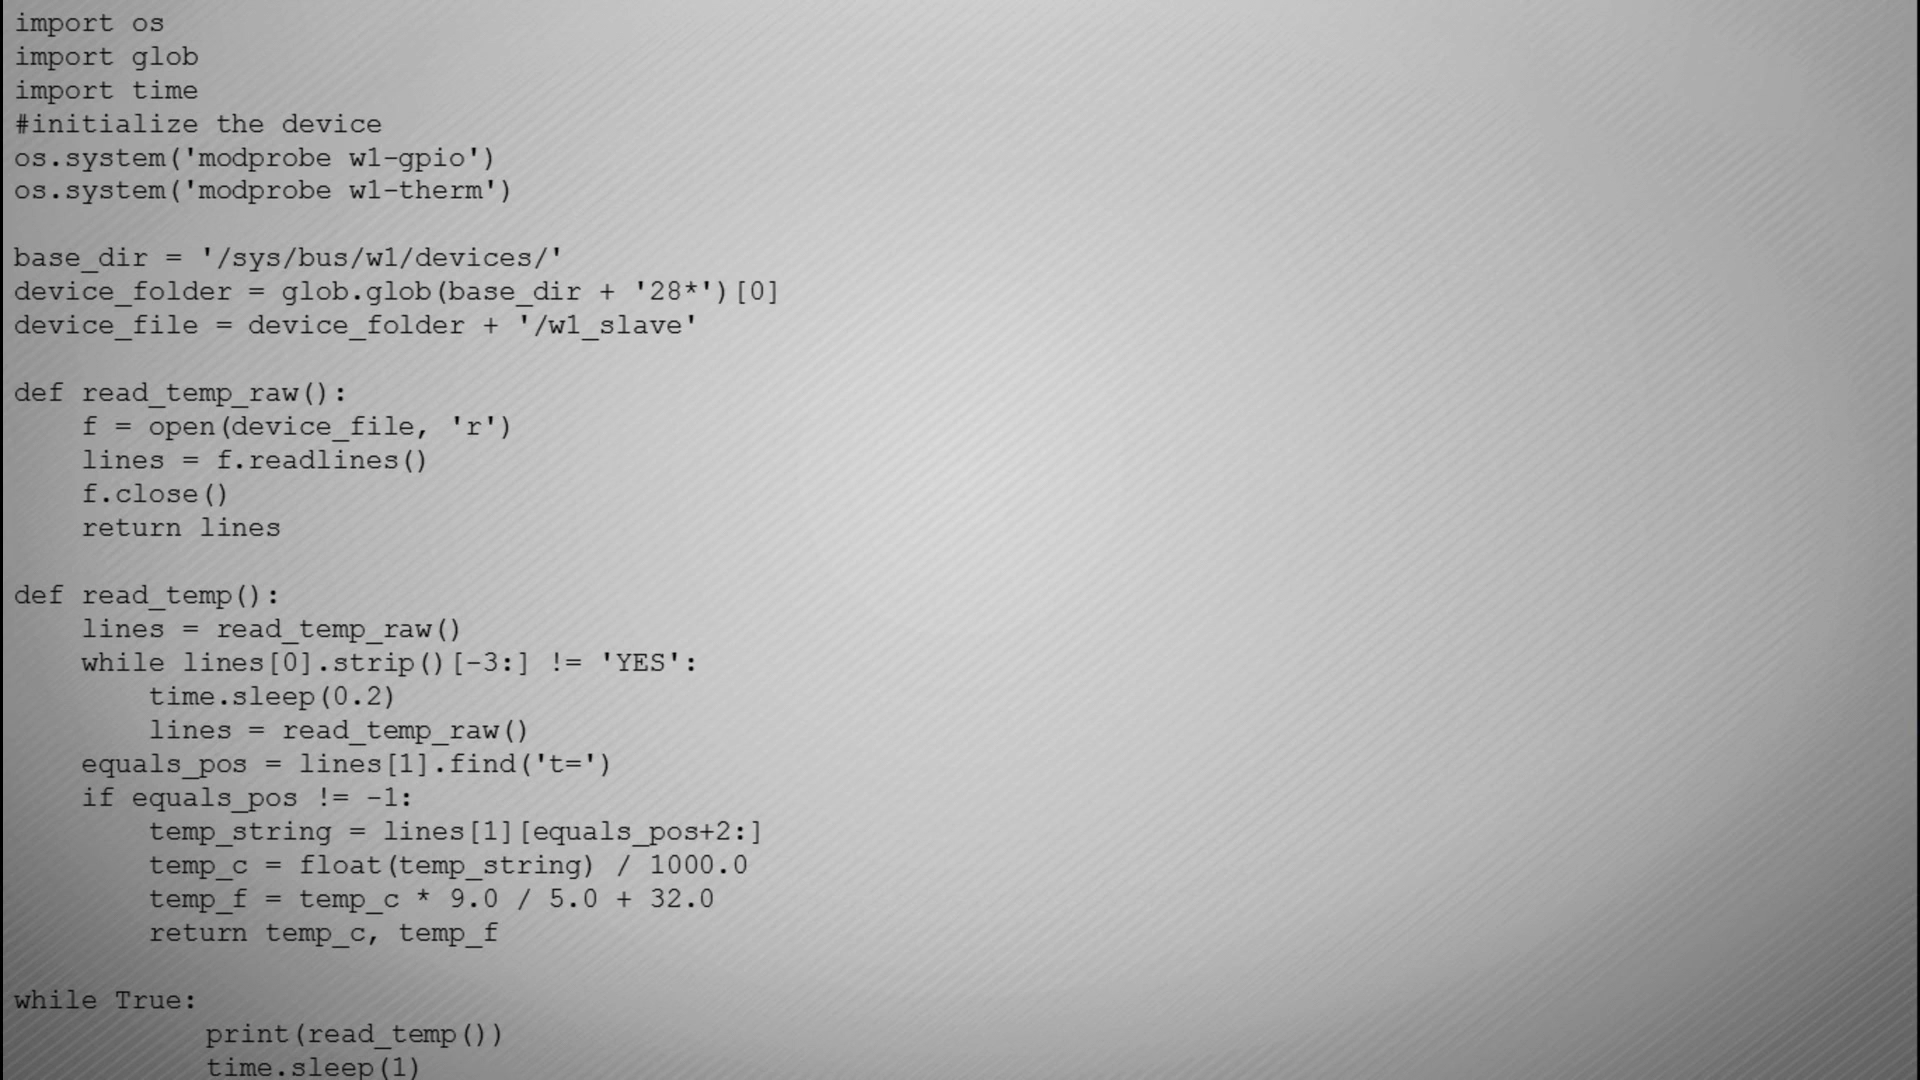 import os
import glob
import time
#initialize the device
os.system('modprobe w1-gpio')
os.system('modprobe w1-therm')

base_dir = '/sys/bus/w1/devices/'
device_folder = glob.glob(base_dir + '28*')[0]
device_file = device_folder + '/w1_slave'

def read_temp_raw():
    f = open(device_file, 'r')
    lines = f.readlines()
    f.close()
    return lines

def read_temp():
    lines = read_temp_raw()
    while lines[0].strip()[-3:] != 'YES':
        time.sleep(0.2)
        lines = read_temp_raw()
    equals_pos = lines[1].find('t=')
    if equals_pos != -1:
        temp_string = lines[1][equals_pos+2:]
        temp_c = float(temp_string) / 1000.0
        temp_f = temp_c * 9.0 / 5.0 + 32.0
        return temp_c, temp_f

while True:
        print(read_temp())
        time.sleep(1)